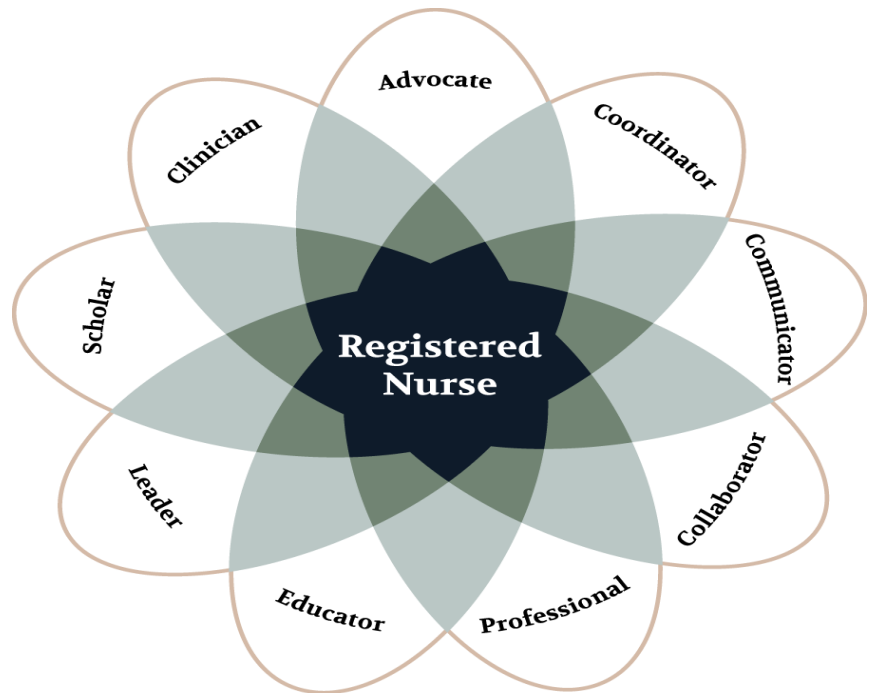 Advocate
Coordinator
Communicator
Collaborator
Professional
Educator
Leader
Scholar
Clinician
Registered
Nurse